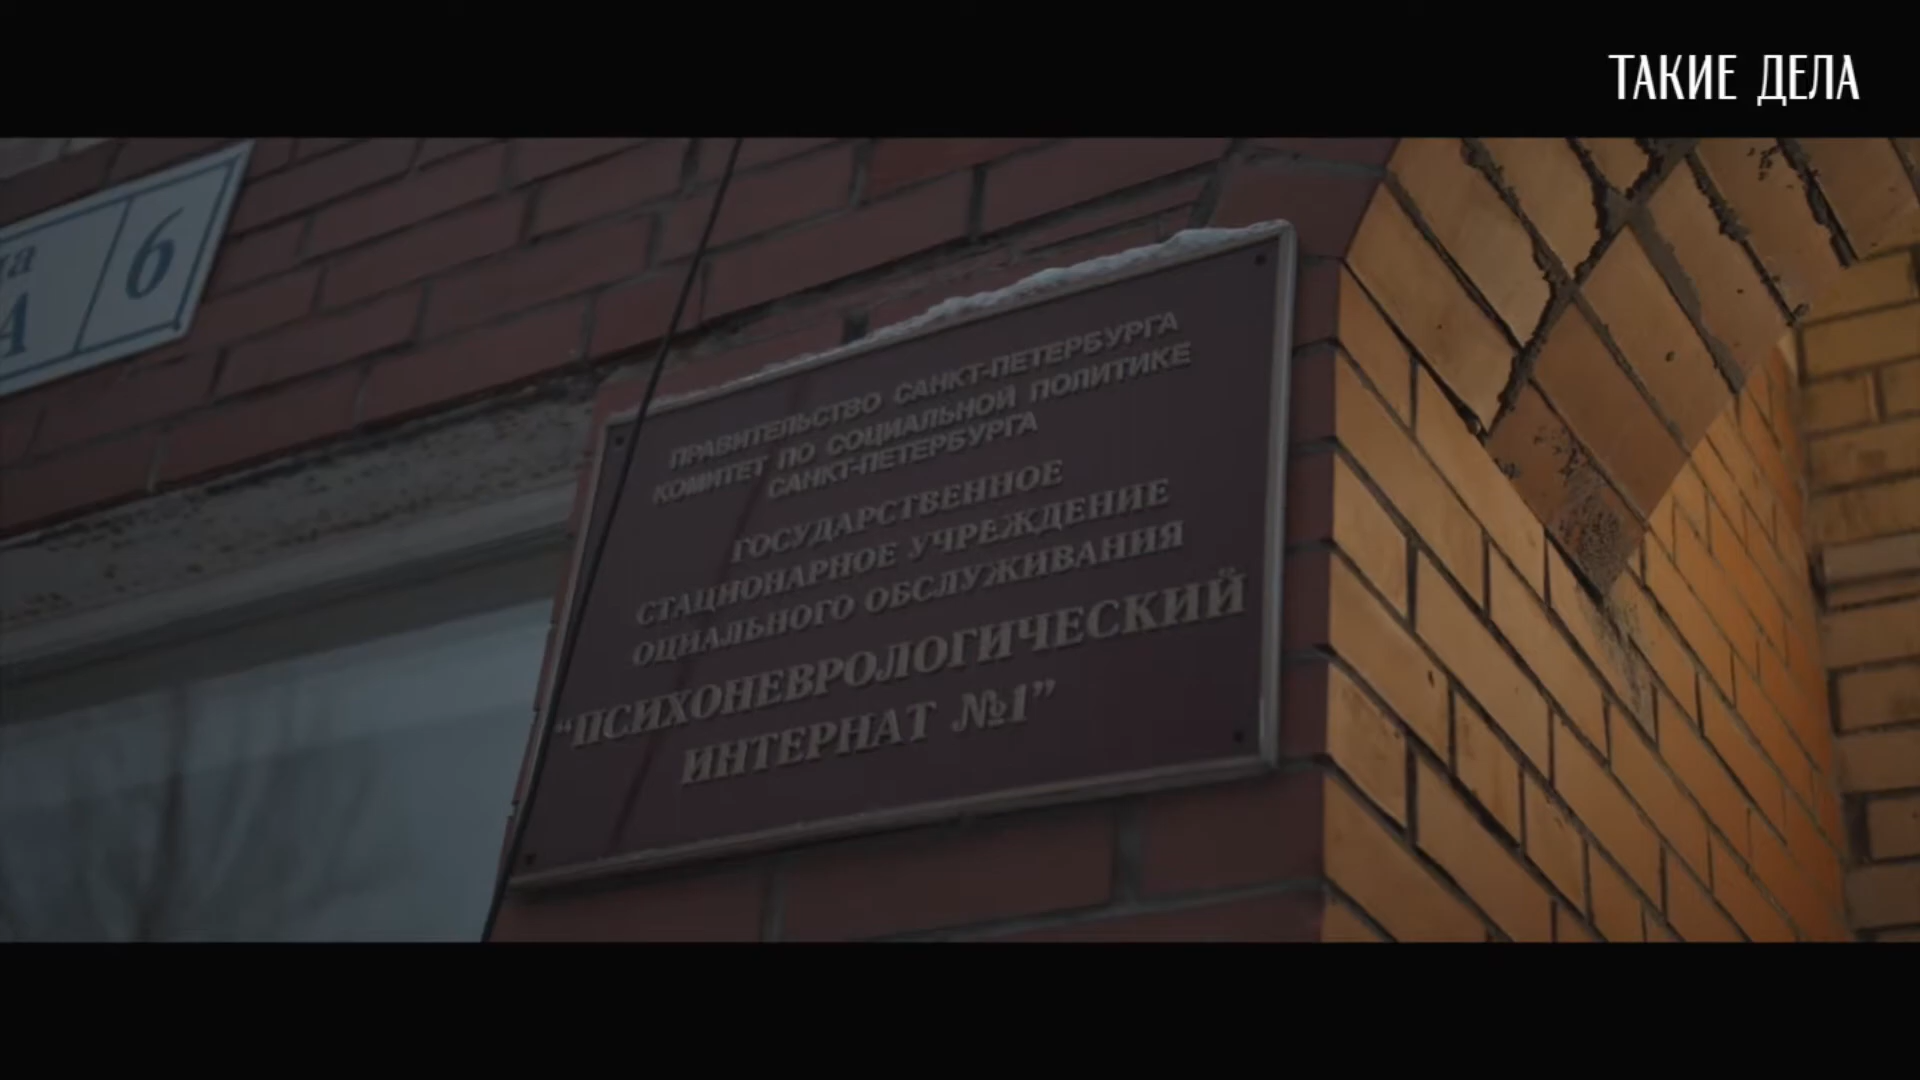 ТАКИЕ ДЕЛА
6
ПРАВИТЕЛЬСТВО САНКТ-ПЕТЕРБУРГА
КОМИТЕТ ПО СОЦИАЛЬНОЙ ПОЛИТИКЕ
САНКТ-ПЕТЕРБУРГА
ГОСУДАРСТВЕННОЕ
СТАЦИОНАРНОЕ УЧРЕЖДЕНИЕ
ОЦИАЛЬНОГО ОБСЛУЖИВАНИЯ
“ПСИХОНЕВРОЛОГИЧЕСКИЙ
ИНТЕРНАТ №1”